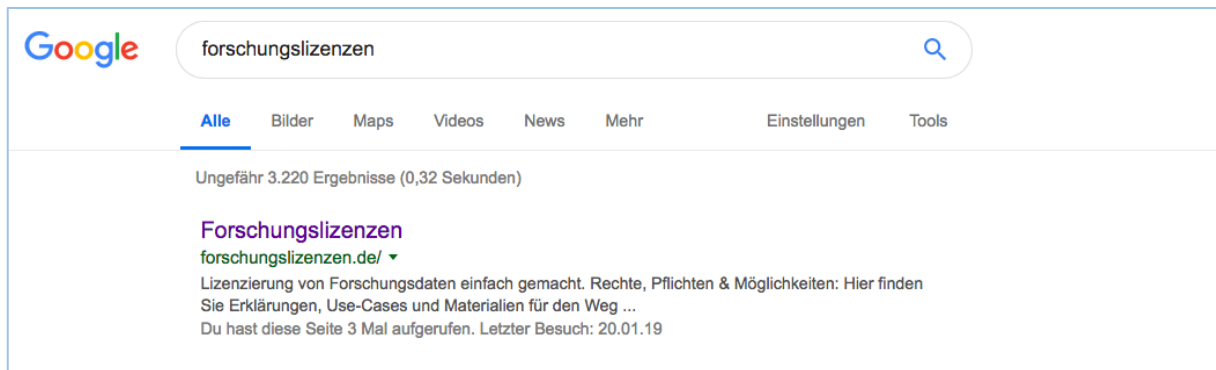 Google forschungslizenzen
Alle Bilder Maps Videos News Mehr Einstellungen Tools
Ungefähr 3.220 Ergebnisse (0,32 Sekunden)
Forschungslizenzen
forschungslizenzen.de/
Lizenzierung von Forschungsdaten einfach gemacht. Rechte, Pflichten & Möglichkeiten: Hier finden
Sie Erklärungen, Use-Cases und Materialien für den Weg ...
Du hast diese Seite 3 Mal aufgerufen. Letzter Besuch: 20.01.19